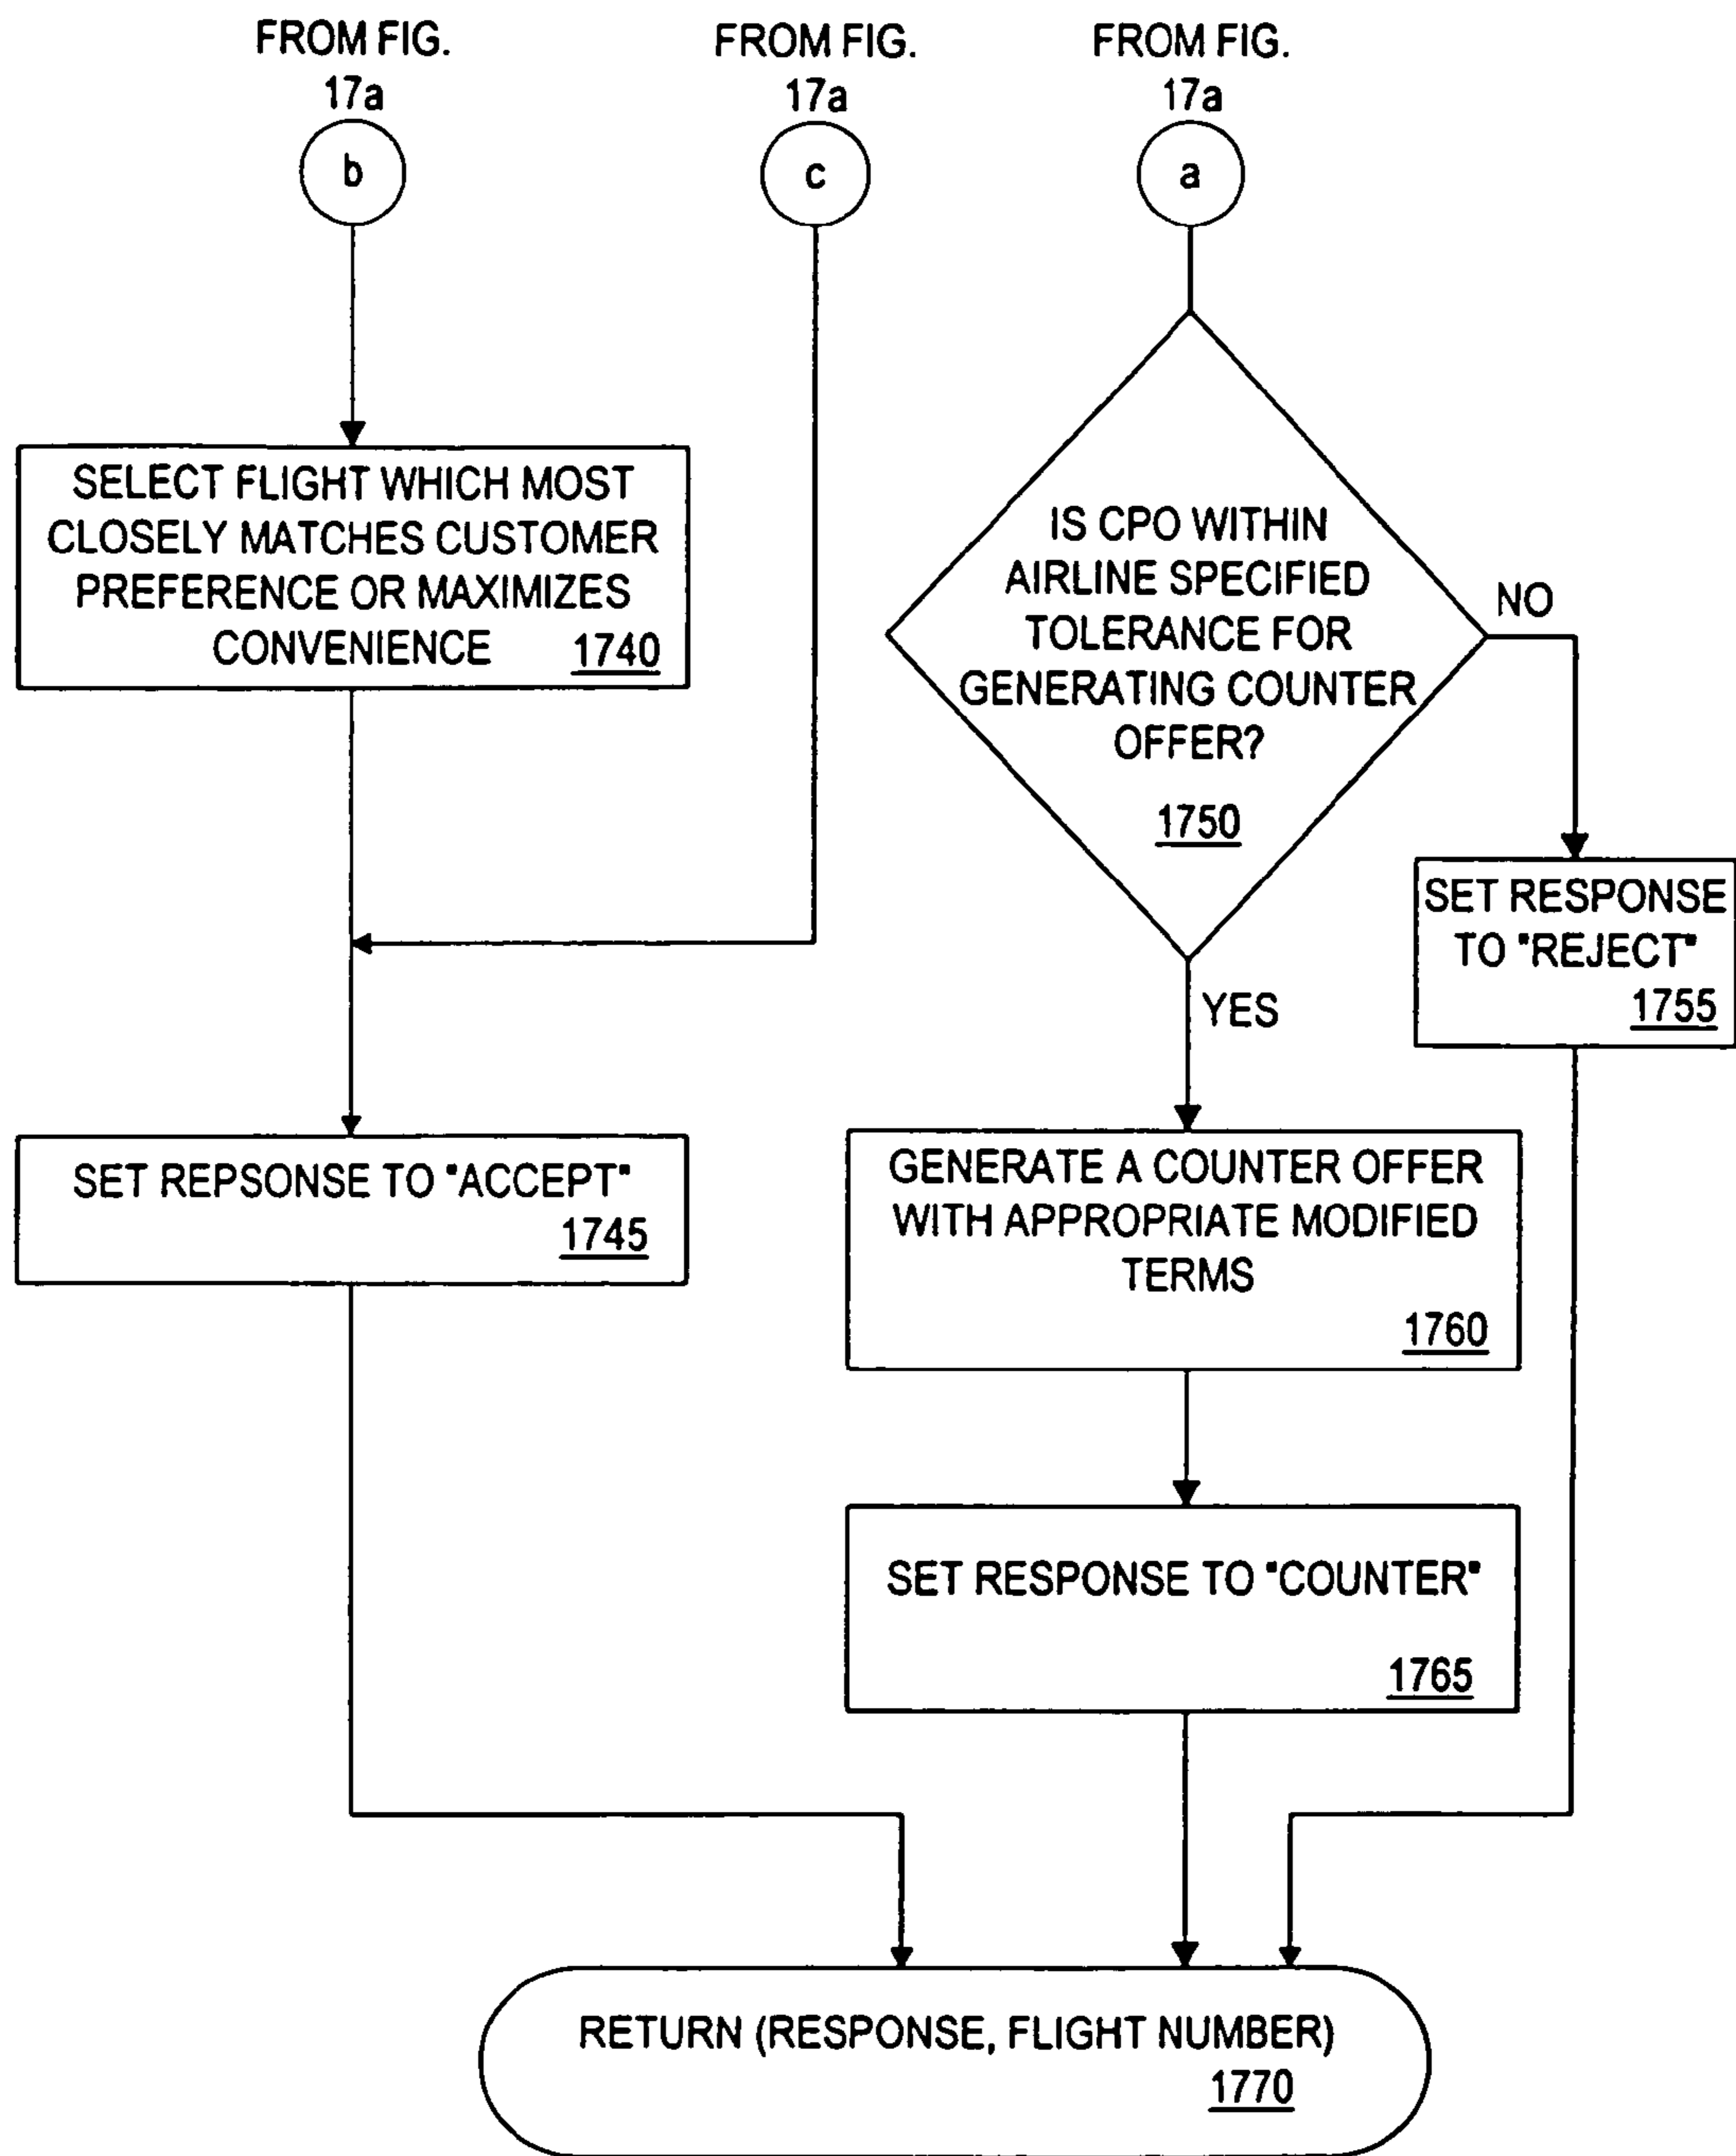 FROM FIG.
17a
b
FROM FIG.
17a
c
FROM FIG.
17a
a
SELECT FLIGHT WHICH MOST
CLOSELY MATCHES CUSTOMER
PREFERENCE OR MAXIMIZES
CONVENIENCE 1740
IS CPO WITHIN
AIRLINE SPECIFIED
TOLERANCE FOR
GENERATING COUNTER
OFFER?
1750
NO
SET RESPONSE
TO "REJECT"
1755
YES
SET REPSONSE TO "ACCEPT"
1745
GENERATE A COUNTER OFFER
WITH APPROPRIATE MODIFIED
TERMS
1760
SET RESPONSE TO "COUNTER"
1765
RETURN (RESPONSE, FLIGHT NUMBER)
1770